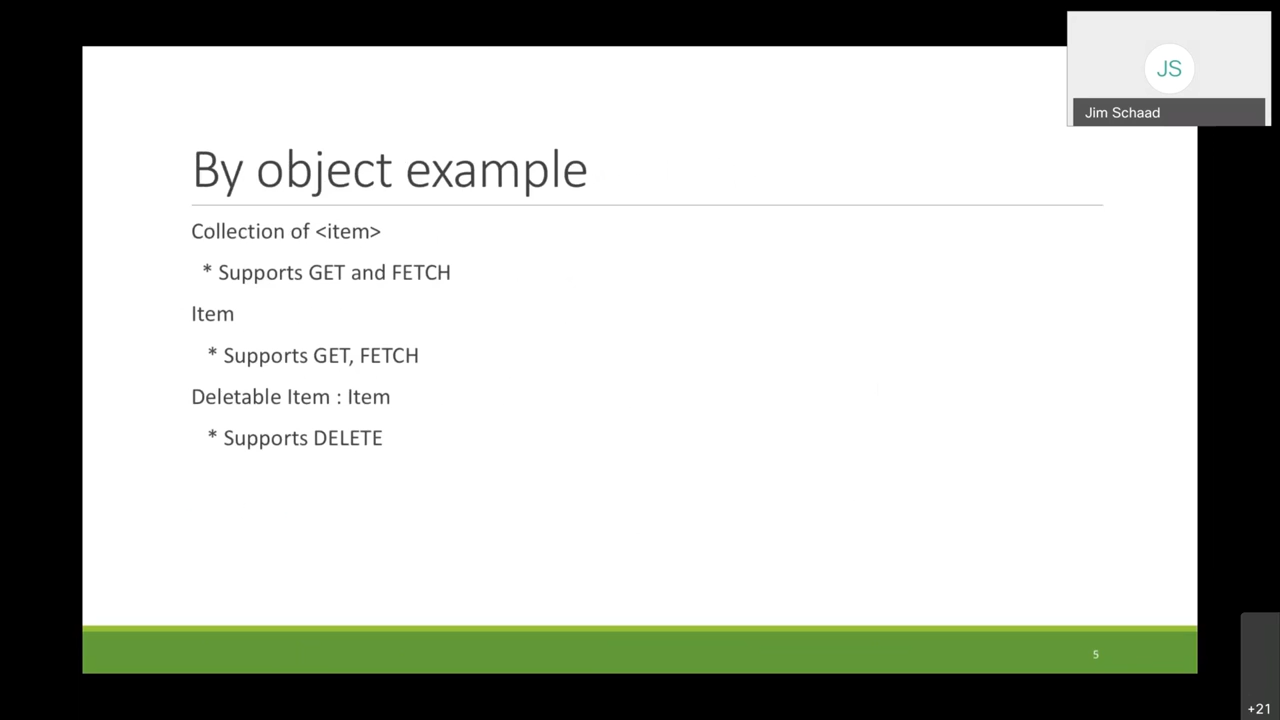 JS
Jim Schaad
By object example
Collection of <item>
* Supports GET and FETCH
Item
* Supports GET, FETCH
Deletable Item : Item
* Supports DELETE
5
+21